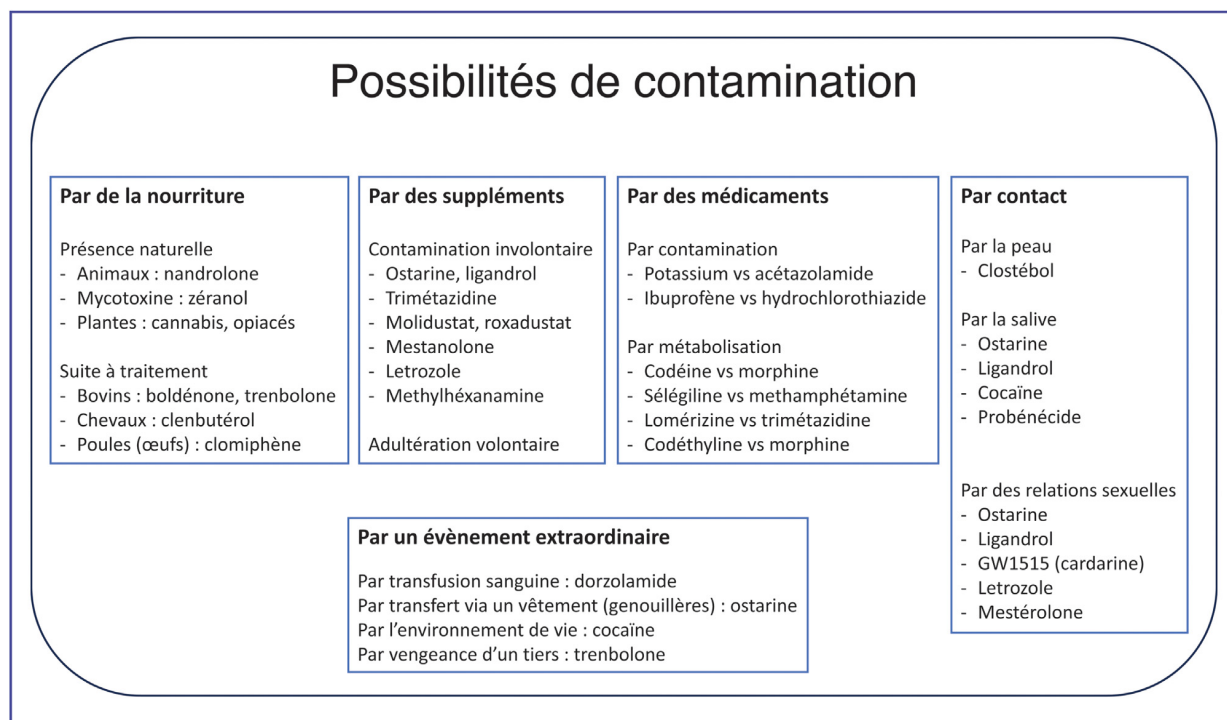 Possibilités de contamination
Par de la nourriture
Présence naturelle
- Animaux : nandrolone
- Mycotoxine : zéranol
- Plantes : cannabis, opiacés
Suite à traitement
- Bovins : boldénone, trenbolone
- Chevaux : clenbutérol
- Poules (œufs) : clomiphène
Par des suppléments
Contamination involontaire
- Ostarine, ligandrol
- Trimétazidine
- Molidustat, roxadustat
- Mestanolone
- Letrozole
- Methylhéxanamine
Adultération volontaire
Par des médicaments
Par contamination
- Potassium vs acétazolamide
- Ibuprofène vs hydrochlorothiazide
Par métabolisation
- Codéine vs morphine
- Sélégiline vs methamphétamine
- Lomérizine vs trimétazidine
- Codéthyline vs morphine
Par contact
Par la peau
- Clostébol
Par la salive
- Ostarine
- Ligandrol
- Cocaïne
- Probénécide
Par des relations sexuelles
- Ostarine
- Ligandrol
- GW1515 (cardarine)
- Letrozole
- Mestérolone
Par un évènement extraordinaire
Par transfusion sanguine : dorzolamide
Par transfert via un vêtement (genouillères) : ostarine
Par l'environnement de vie : cocaïne
Par vengeance d'un tiers : trenbolone